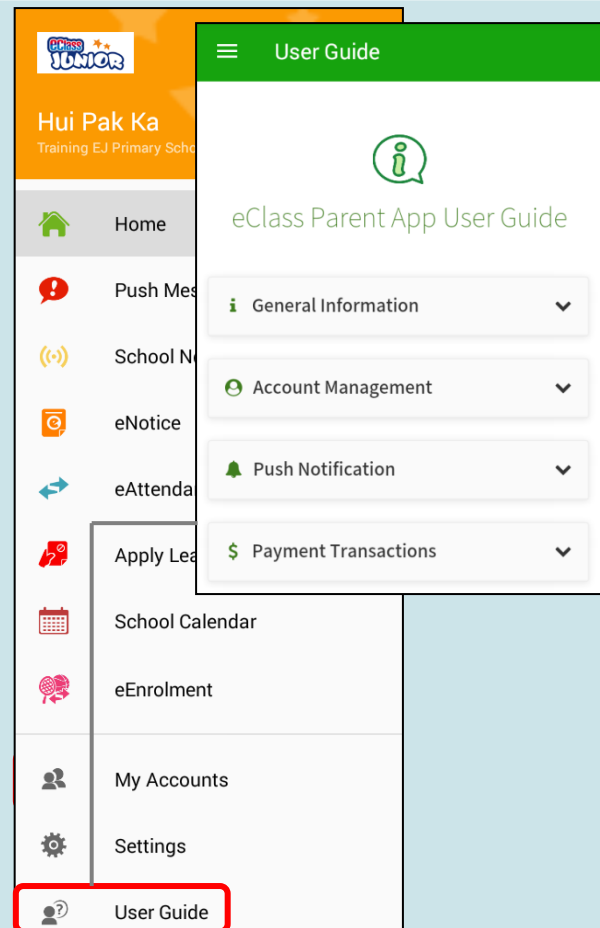 eClass
JUNIOR
Hui Pak Ka
Training EJ Primary Scho
Home
Push Mes
School N
eNotice
eAttenda
Apply Lea
School Calendar
eEnrolment
My Accounts
Settings
User Guide
User Guide
eClass Parent App User Guide
General Information
Account Management
Push Notification
$ Payment Transactions